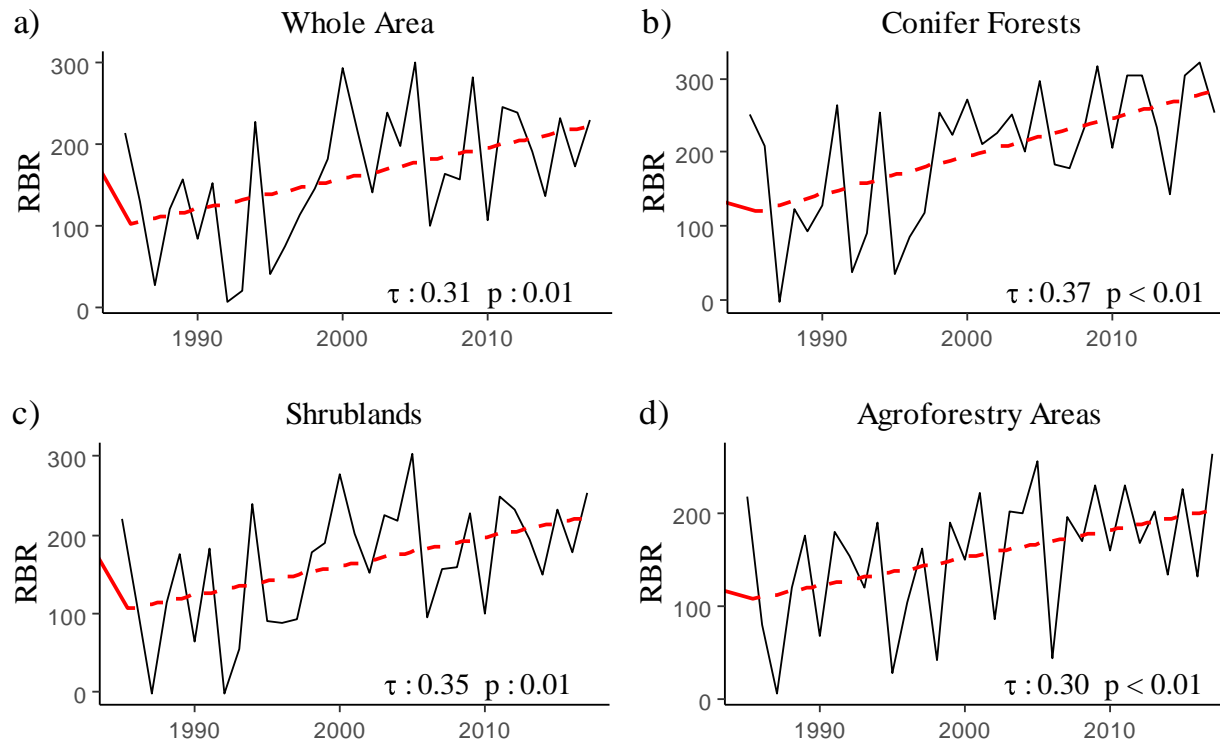 a) Whole Area
300
200
100
0
RBR
τ : 0.31 p : 0.01
1990 2000 2010
b) Conifer Forests
300
200
100
0
RBR
τ : 0.37 p < 0.01
1990 2000 2010
c) Shrublands
300
200
100
0
RBR
τ : 0.35 p : 0.01
1990 2000 2010
d) Agroforestry Areas
200
100
0
RBR
τ : 0.30 p < 0.01
1990 2000 2010